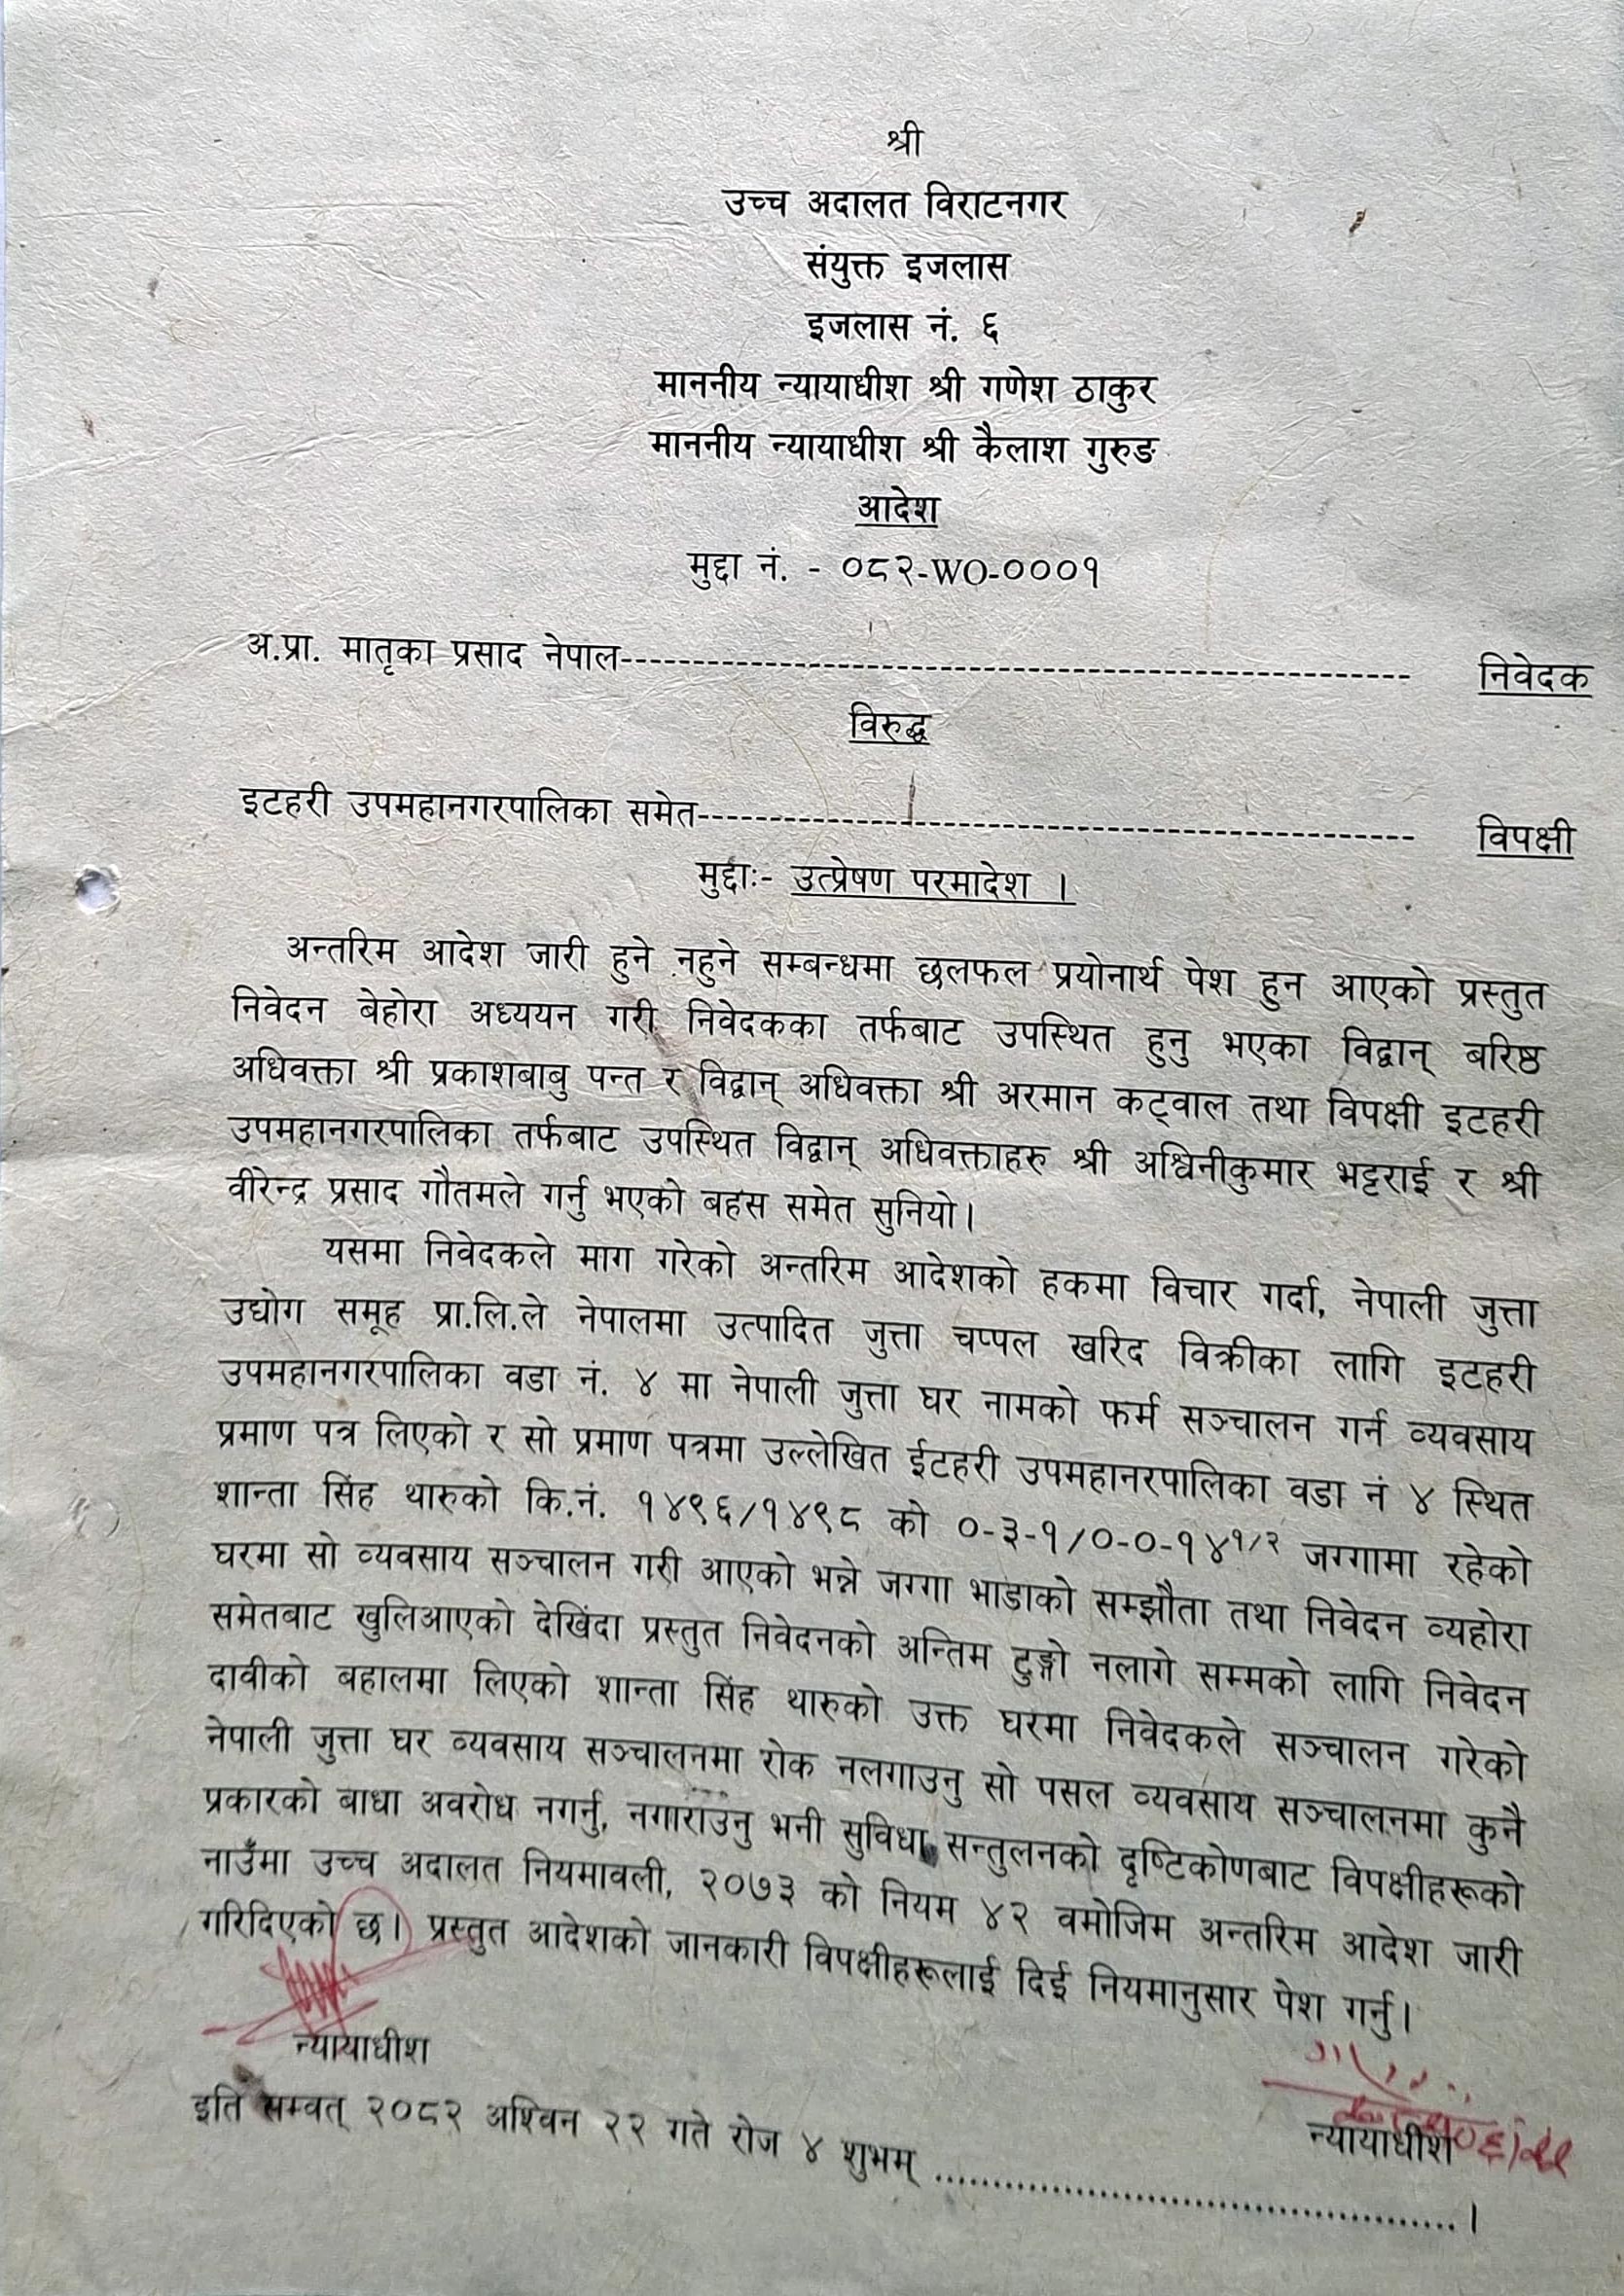 श्री
उच्च अदालत विराटनगर
संयुक्त इजलास
इजलास नं. ६
माननीय न्यायाधीश श्री गणेश ठाकुर
माननीय न्यायाधीश श्री कैलाश गुरुङ
आदेश
मुद्दा नं. - ०८२-WO-०००१
अ.प्रा. मातृका प्रसाद नेपाल------------------------------------------------------------------ निवेदक
विरुद्ध
इटहरी उपमहानगरपालिका समेत------------------------------------------------------------ विपक्षी
मुद्दाः- उत्प्रेषण परमादेश ।
अन्तरिम आदेश जारी हुने नहुने सम्बन्धमा छलफल प्रयोनार्थ पेश हुन आएको प्रस्तुत
निवेदन बेहोरा अध्ययन गरी निवेदकका तर्फबाट उपस्थित हुनु भएका विद्वान् बरिष्ठ
अधिवक्ता श्री प्रकाशबाबु पन्त र विद्वान् अधिवक्ता श्री अरमान कट्वाल तथा विपक्षी इटहरी
उपमहानगरपालिका तर्फबाट उपस्थित विद्वान् अधिवक्ताहरु श्री अश्विनीकुमार भट्टराई र श्री
वीरेन्द्र प्रसाद गौतमले गर्नु भएको बहस समेत सुनियो।
यसमा निवेदकले माग गरेको अन्तरिम आदेशको हकमा विचार गर्दा, नेपाली जुत्ता
उद्योग समूह प्रा.लि.ले नेपालमा उत्पादित जुत्ता चप्पल खरिद विक्रीका लागि इटहरी
उपमहानगरपालिका वडा नं. ४ मा नेपाली जुत्ता घर नामको फर्म सञ्चालन गर्न व्यवसाय
प्रमाण पत्र लिएको र सो प्रमाण पत्रमा उल्लेखित ईटहरी उपमहानरपालिका वडा नं ४ स्थित
शान्ता सिंह थारुको कि.नं. १४९६/१४९८ को ०-३-१/०-०-१४१/२ जग्गामा रहेको
घरमा सो व्यवसाय सञ्चालन गरी आएको भन्ने जग्गा भाडाको सम्झौता तथा निवेदन व्यहोरा
समेतबाट खुलिआएको देखिंदा प्रस्तुत निवेदनको अन्तिम टुङ्गो नलागे सम्मको लागि निवेदन
दावीको बहालमा लिएको शान्ता सिंह थारुको उक्त घरमा निवेदकले सञ्चालन गरेको
नेपाली जुत्ता घर व्यवसाय सञ्चालनमा रोक नलगाउनु सो पसल व्यवसाय सञ्चालनमा कुनै
प्रकारको बाधा अवरोध नगर्नु, नगाराउनु भनी सुविधा सन्तुलनको दृष्टिकोणबाट विपक्षीहरूको
नाउँमा उच्च अदालत नियमावली, २०७३ को नियम ४२ वमोजिम अन्तरिम आदेश जारी
गरिदिएको छ। प्रस्तुत आदेशको जानकारी विपक्षीहरूलाई दिई नियमानुसार पेश गर्नु।
न्यायाधीश
न्यायाधीश
इति सम्वत् २०८२ अश्विन २२ गते रोज ४ शुभम् ..................................................।